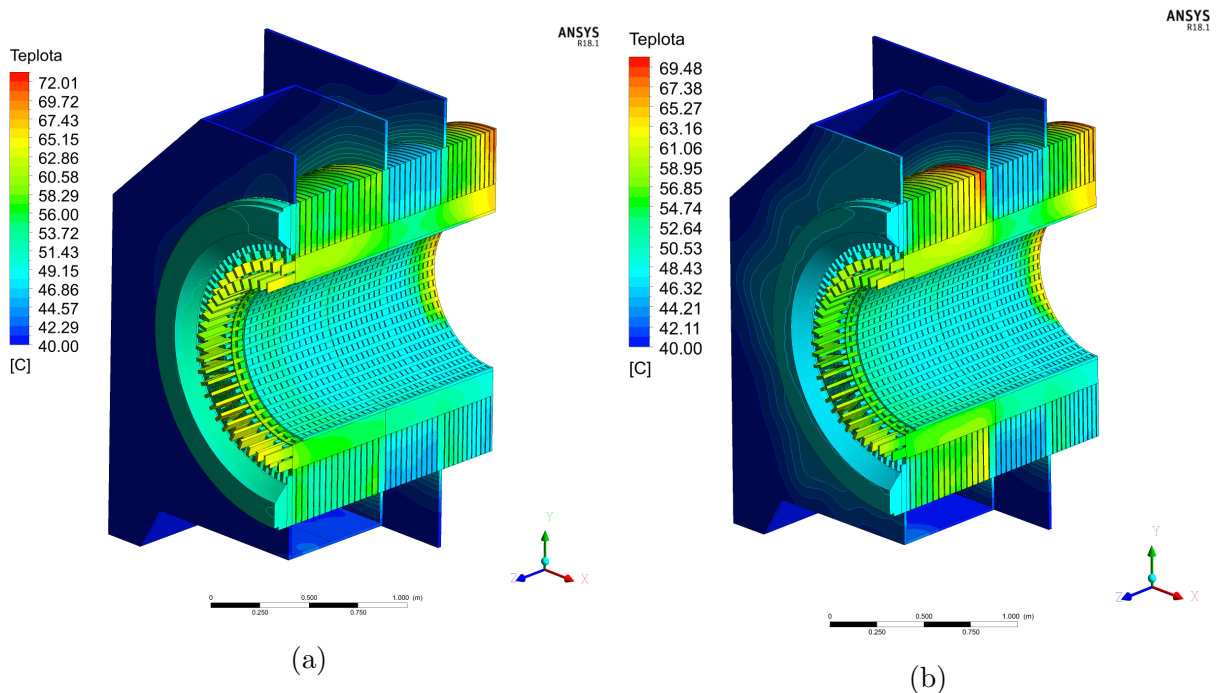 ANSYS
R18.1
Teplota
72.01
69.72
67.43
65.15
62.86
60.58
58.29
56.00
53.72
51.43
49.15
46.86
44.57
42.29
40.00
[C]
Y
Z
X
0 0.500 1.000 (m)
0.250 0.750
(a)
ANSYS
R18.1
Teplota
69.48
67.38
65.27
63.16
61.06
58.95
56.85
54.74
52.64
50.53
48.43
46.32
44.21
42.11
40.00
[C]
Y
Z
X
0 0.500 1.000 (m)
0.250 0.750
(b)